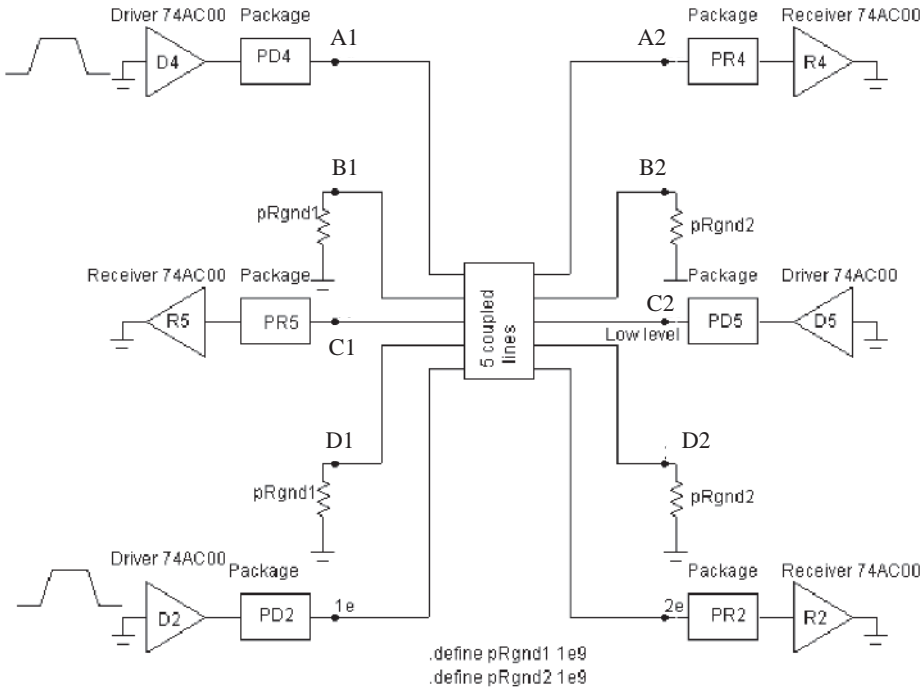 Driver 74AC00 Package A1 A2 Package Receiver 74AC00
D4 PD4 PR4 R4
B1 B2
pRgnd1 pRgnd2
Receiver 74AC00 Package Package Driver 74AC00
R5 PR5 C1 5 coupled lines C2 PD5 D5
Low level
D1 D2
pRgnd1 pRgnd2
Driver 74AC00 Package Package Receiver 74AC00
D2 PD2 1e 2e PR2 R2
.define pRgnd1 1e9
.define pRgnd2 1e9